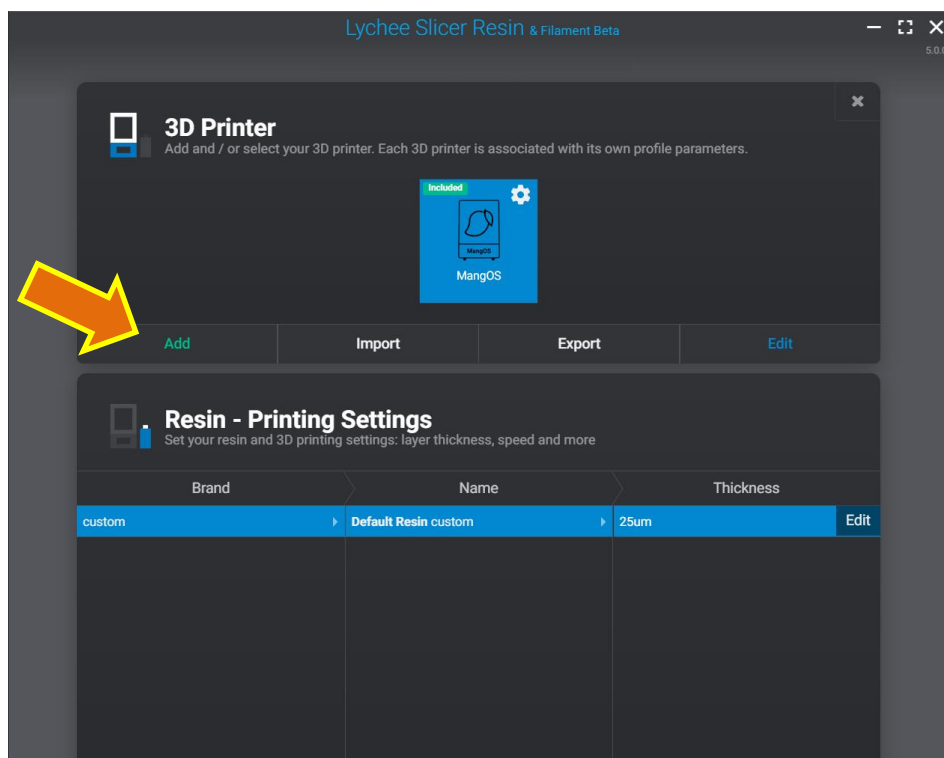 Lychee Slicer Resin & Filament Beta
5.0.0
3D Printer
Add and / or select your 3D printer. Each 3D printer is associated with its own profile parameters.
Included
MangOS
MangOS
Add Import Export Edit
Resin - Printing Settings
Set your resin and 3D printing settings: layer thickness, speed and more
Brand Name Thickness
custom Default Resin custom 25um Edit